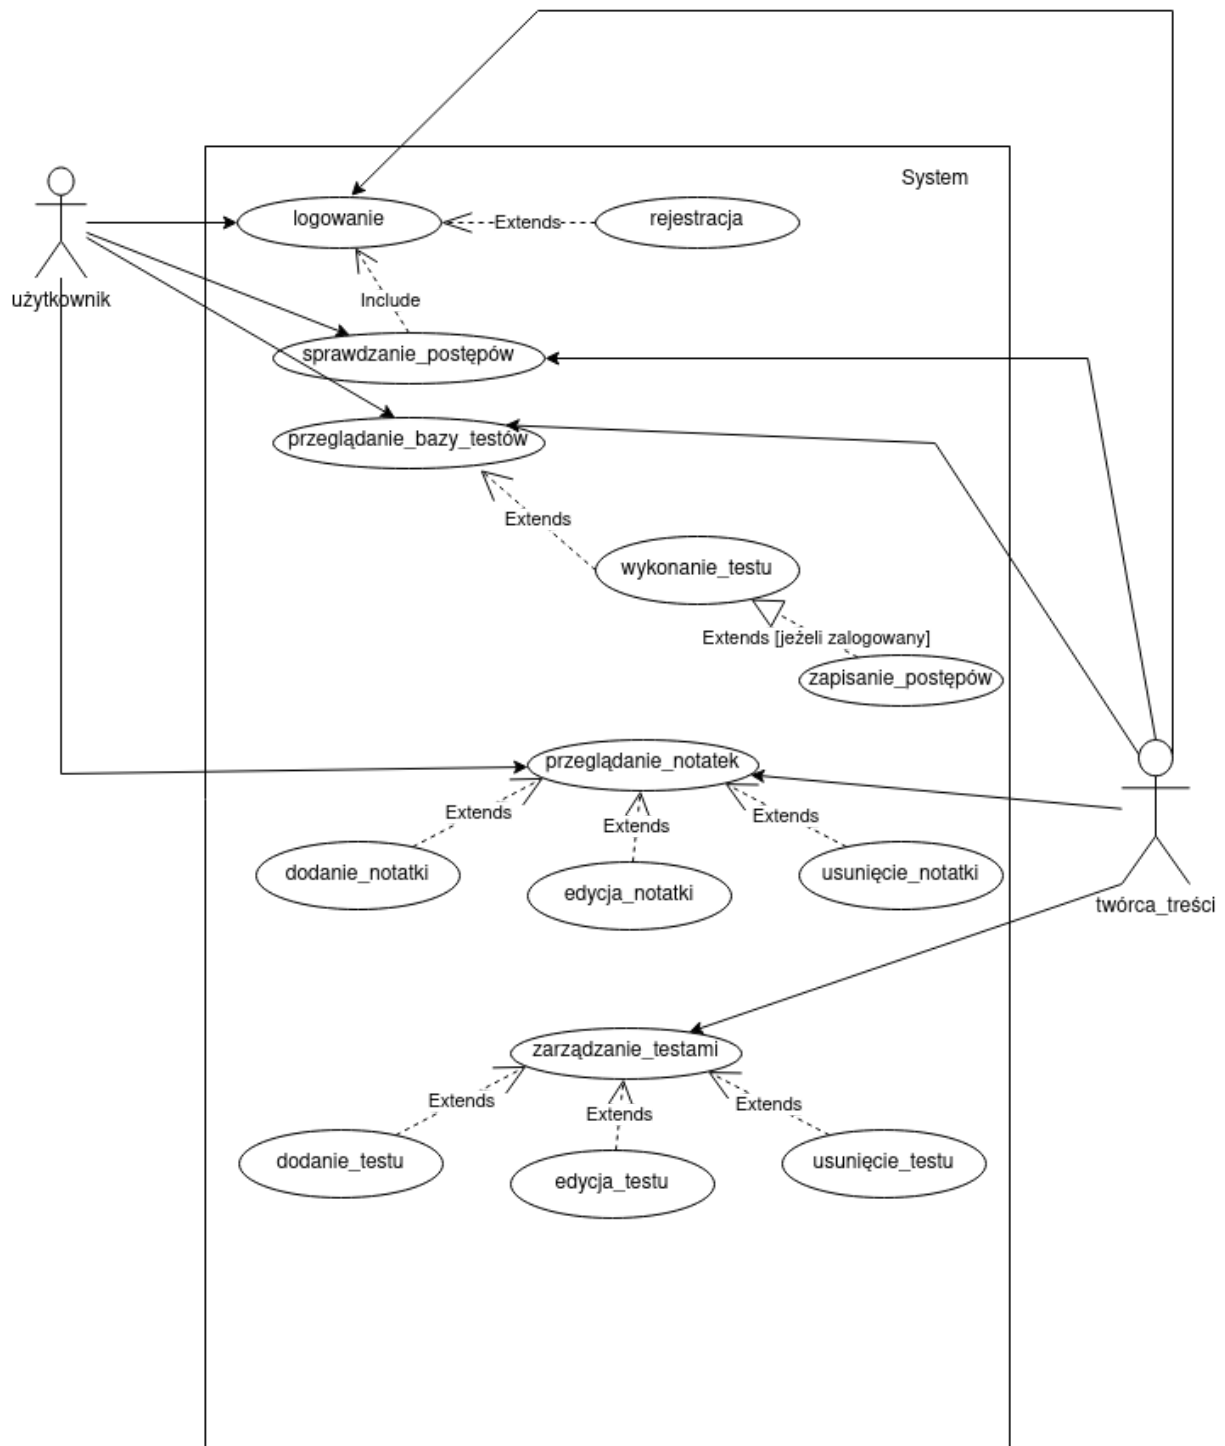 System
logowanie
Extends
rejestracja
użytkownik
Include
sprawdzanie_postępów
przeglądanie_bazy_testów
Extends
wykonanie_testu
Extends [jeżeli zalogowany]
zapisanie_postępów
przeglądanie_notatek
Extends
Extends
Extends
dodanie_notatki
edycja_notatki
usunięcie_notatki
twórca_treści
zarządzanie_testami
Extends
Extends
Extends
dodanie_testu
edycja_testu
usunięcie_testu